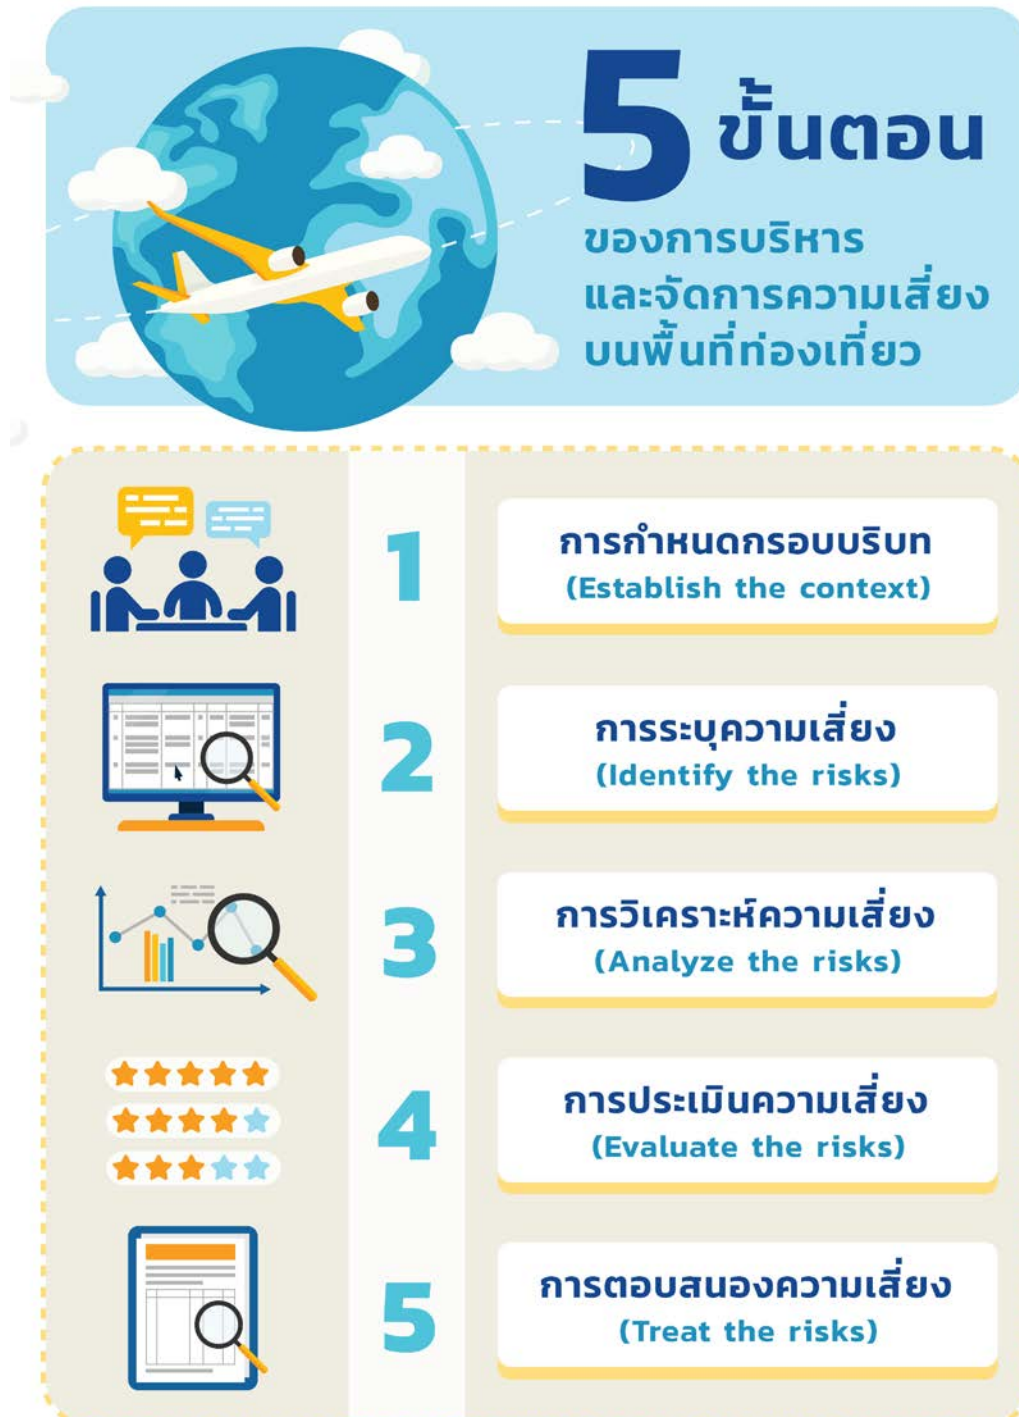 5 ขั้นตอน
ของการบริหาร
และจัดการความเสี่ยง
บนพื้นที่ท่องเที่ยว
1
การกำหนดกรอบบริบท
(Establish the context)
2
การระบุความเสี่ยง
(Identify the risks)
3
การวิเคราะห์ความเสี่ยง
(Analyze the risks)
4
การประเมินความเสี่ยง
(Evaluate the risks)
5
การตอบสนองความเสี่ยง
(Treat the risks)